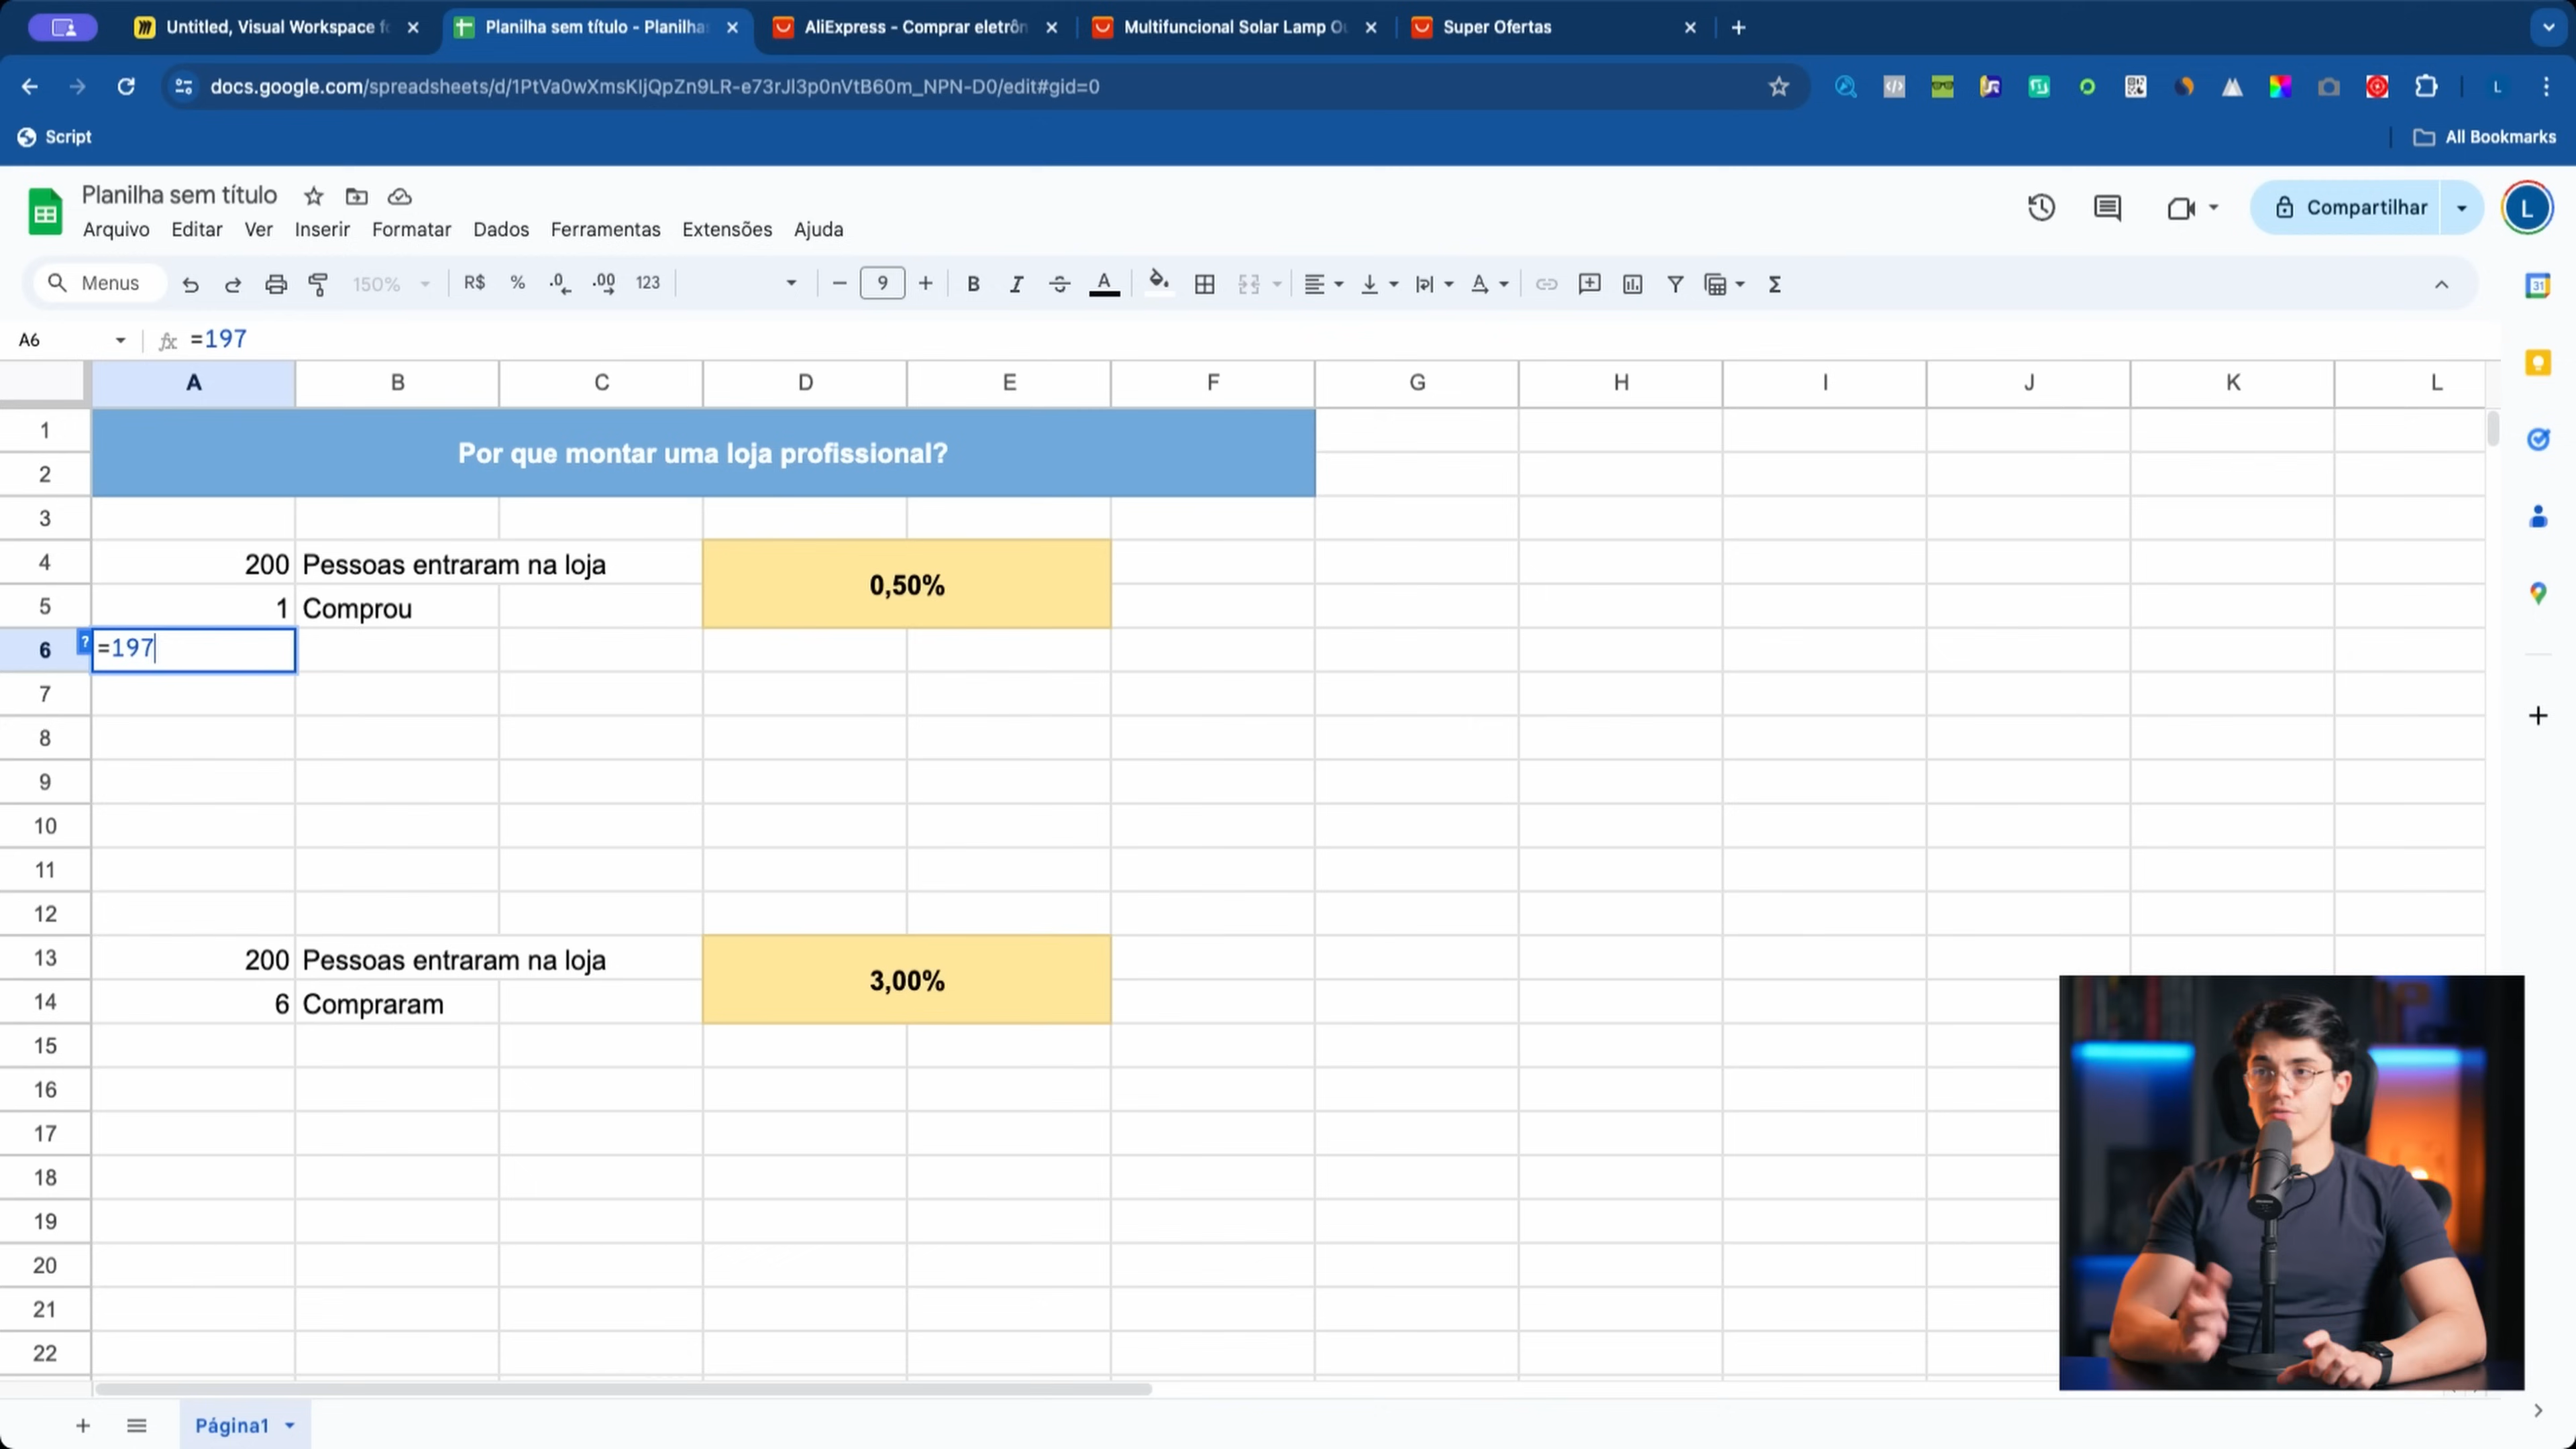 Untitled, Visual Workspace fo
Planilha sem título - Planilhas
AliExpress - Comprar eletrôn
Multifuncional Solar Lamp Ou
Super Ofertas
docs.google.com/spreadsheets/d/1PtVa0wXmsKIjQpZn9LR-e73rJl3p0nVtB60m_NPN-D0/edit#gid=0
L
Script
All Bookmarks
Planilha sem título
Arquivo Editar Ver Inserir Formatar Dados Ferramentas Extensões Ajuda
Compartilhar
L
Menus 150% R$ % .0 .00 123 9 B I A A Σ
31
A6 fx =197
A B C D E F G H I J K L
1 Por que montar uma loja profissional?
2
3
4 200 Pessoas entraram na loja 0,50%
5 1 Comprou
6 ? =197
7
8
9
10
11
12
13 200 Pessoas entraram na loja 3,00%
14 6 Compraram
15
16
17
18
19
20
21
22
Página1